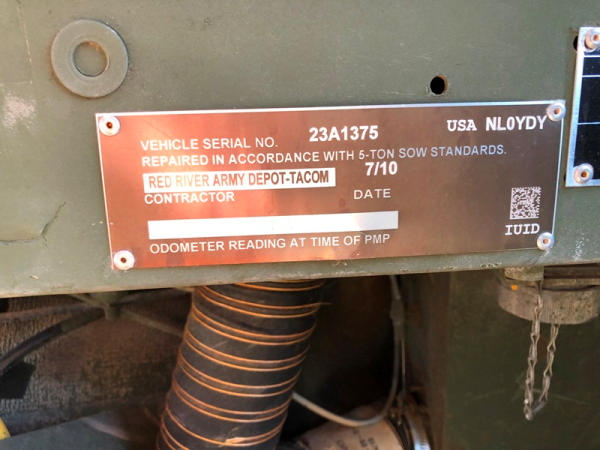 VEHICLE SERIAL NO. 23A1375 USA NL0YDY
REPAIRED IN ACCORDANCE WITH 5-TON SOW STANDARDS.
RED RIVER ARMY DEPOT-TACOM 7/10
CONTRACTOR DATE
ODOMETER READING AT TIME OF PMP
IUID